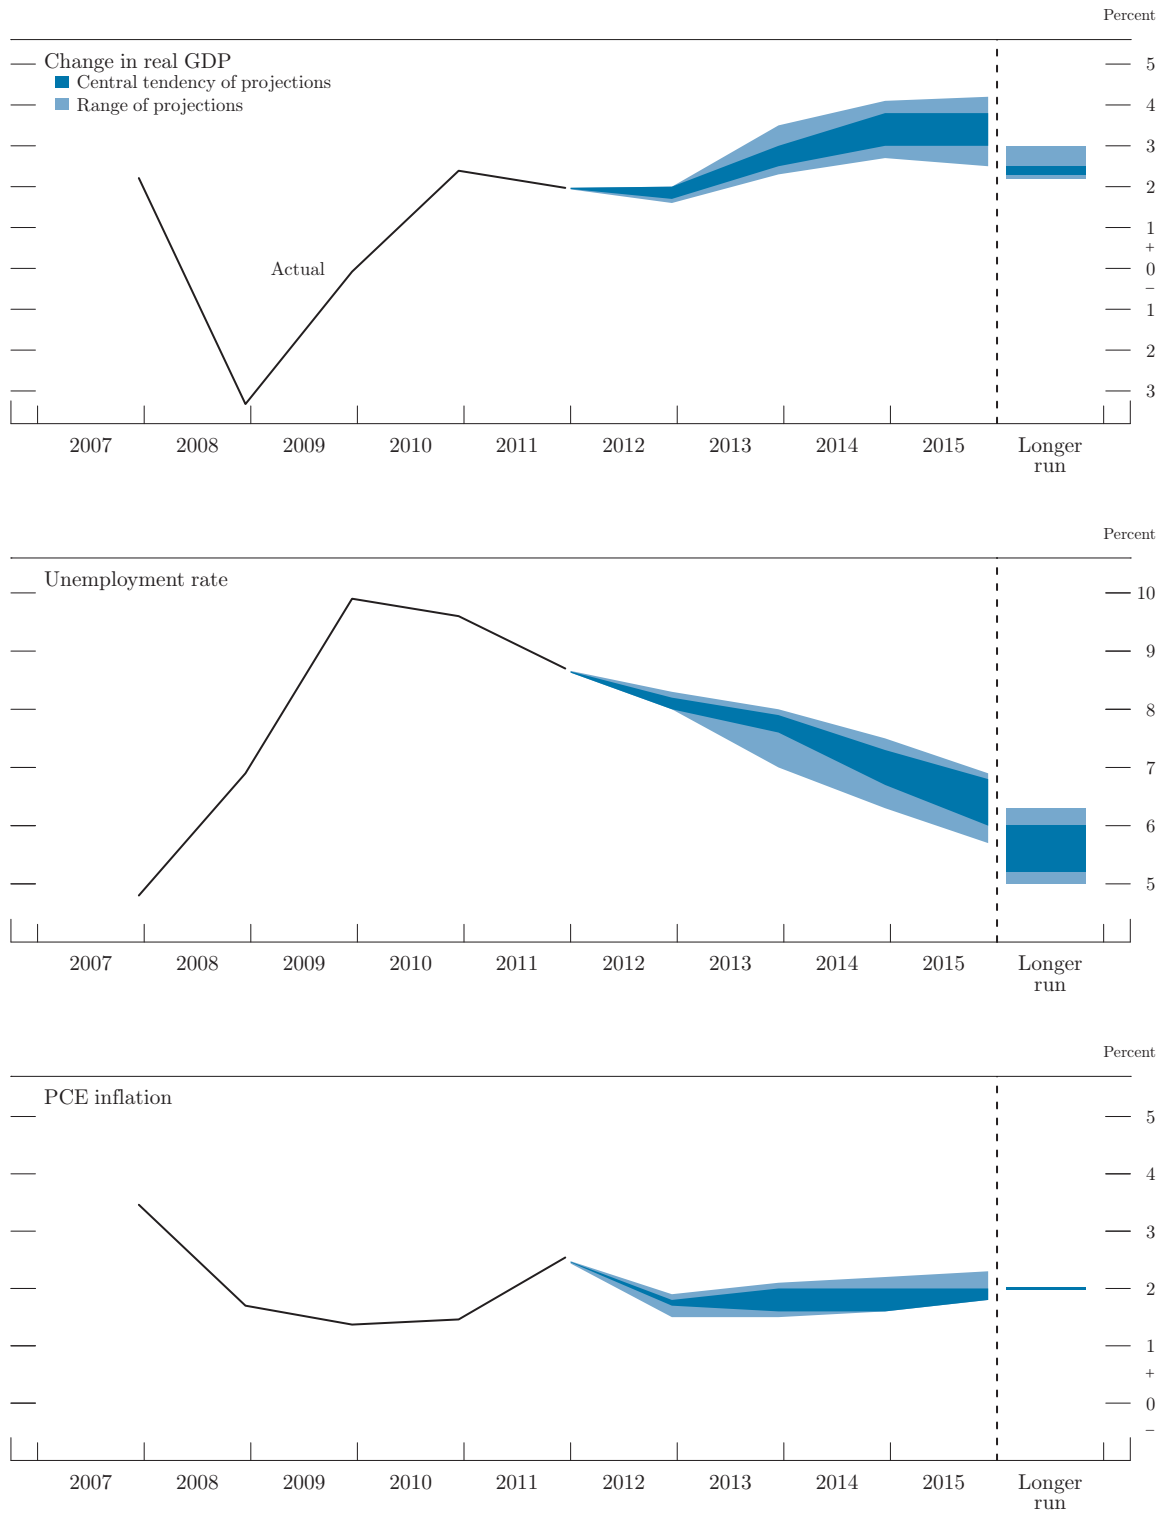 Percent
Change in real GDP
Central tendency of projections
Range of projections
Actual
5
4
3
2
1
+
0
−
1
2
3
2007 2008 2009 2010 2011 2012 2013 2014 2015 Longer
run
Percent
Unemployment rate
10
9
8
7
6
5
2007 2008 2009 2010 2011 2012 2013 2014 2015 Longer
run
Percent
PCE inflation
5
4
3
2
1
+
0
−
2007 2008 2009 2010 2011 2012 2013 2014 2015 Longer
run